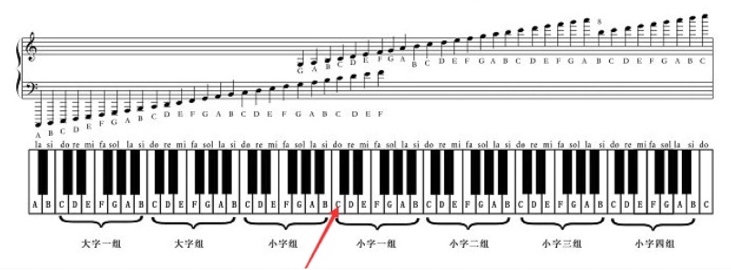 8
G A B C D E F G A B C D E F G A B C D E F G A B C D E F G A B C
A B C D E F G A B C D E F G A B C D E F G A B C D E F
la si do re mi fa sol la si do re mi fa sol la si do re mi fa sol la si do re mi fa sol la si do re mi fa sol la si do re mi fa sol la si do re mi fa sol la si do
A B C D E F G A B C D E F G A B C D E F G A B C D E F G A B C D E F G A B C D E F G A B C D E F G A B C
大字一组 大字组 小字组 小字一组 小字二组 小字三组 小字四组